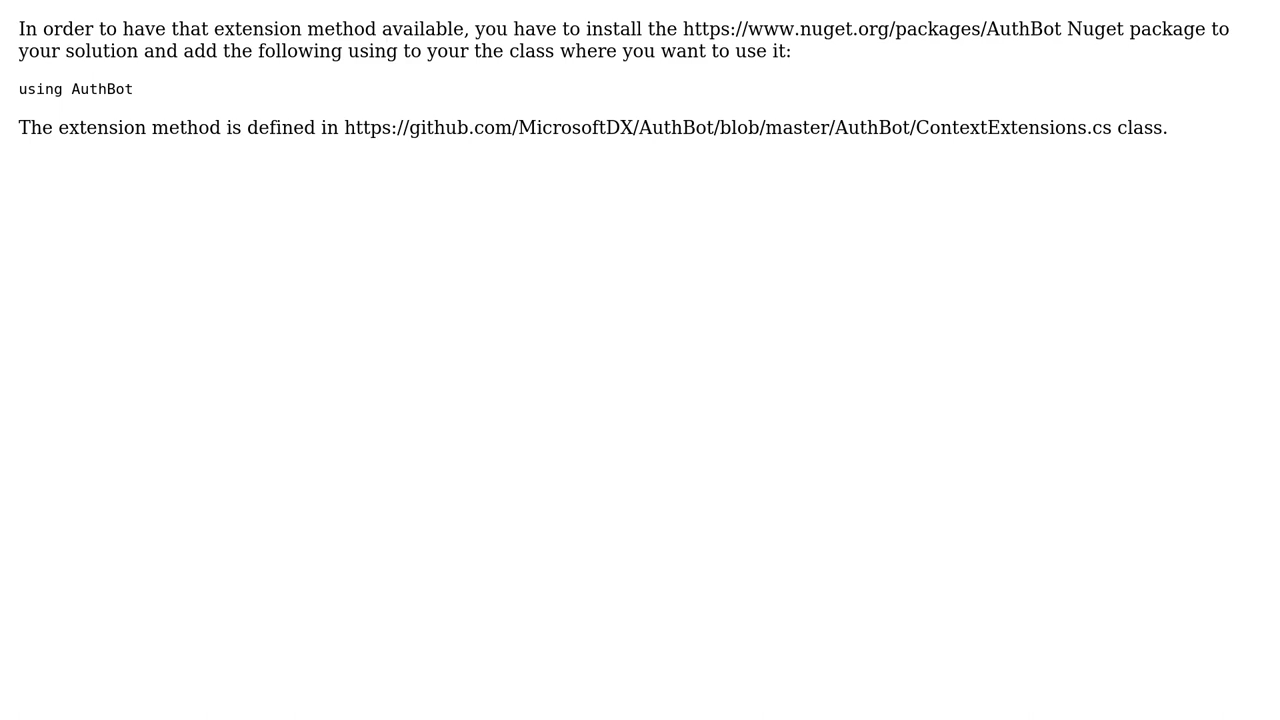 In order to have that extension method available, you have to install the https://www.nuget.org/packages/AuthBot Nuget package to
your solution and add the following using to your the class where you want to use it:
using AuthBot
The extension method is defined in https://github.com/MicrosoftDX/AuthBot/blob/master/AuthBot/ContextExtensions.cs class.